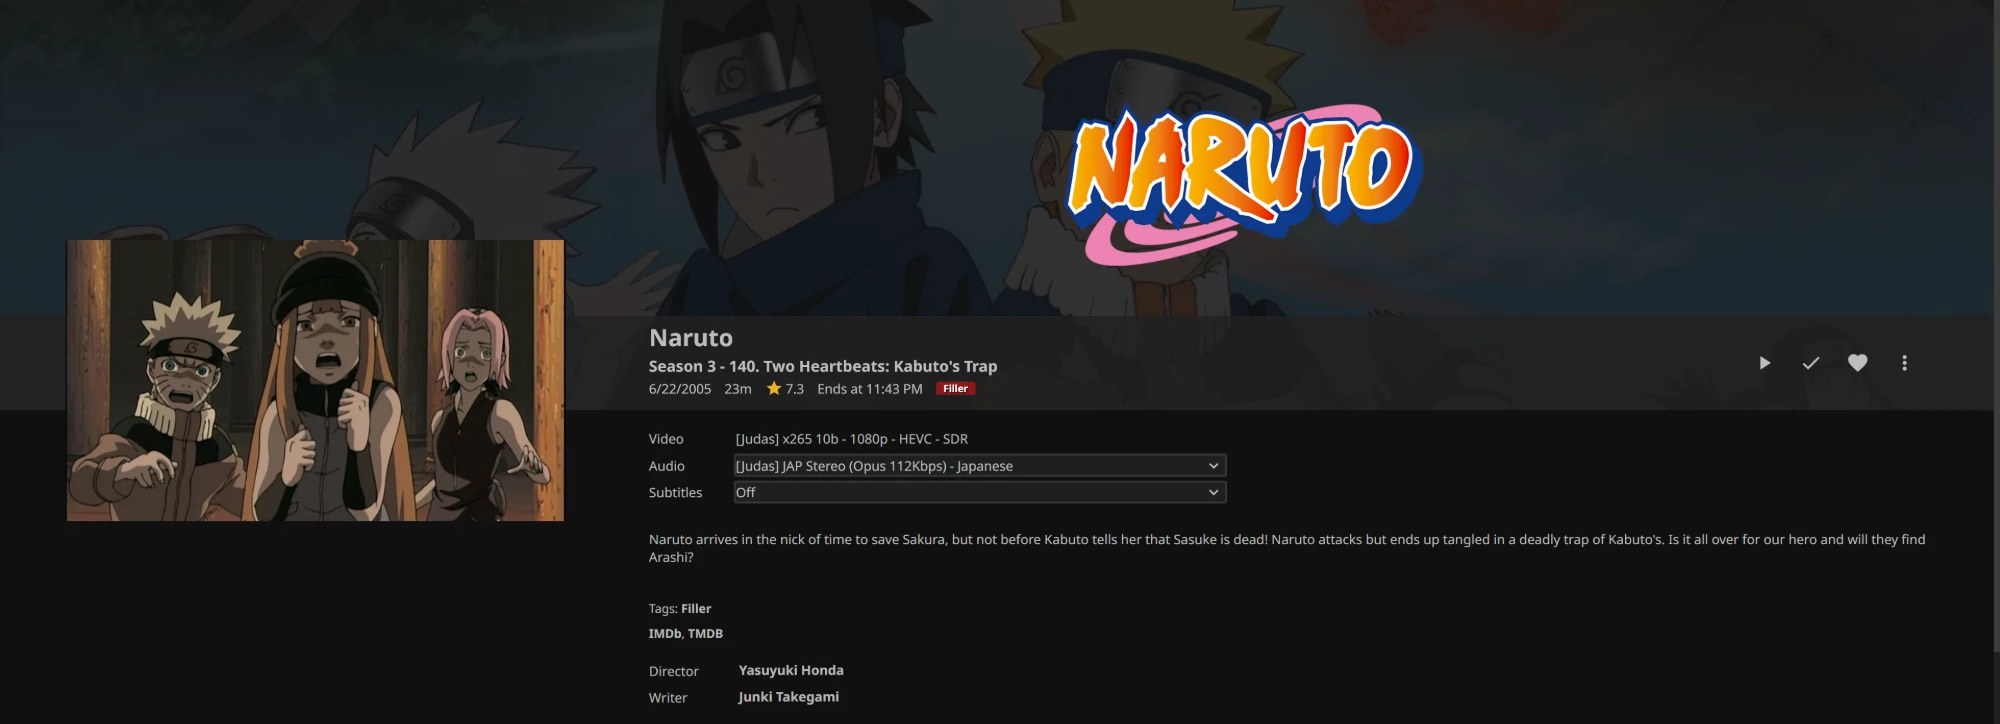 NARUTO
Naruto
Season 3 - 140. Two Heartbeats: Kabuto's Trap
6/22/2005 23m 7.3 Ends at 11:43 PM Filler
Video [Judas] x265 10b - 1080p - HEVC - SDR
Audio [Judas] JAP Stereo (Opus 112Kbps) - Japanese
Subtitles Off
Naruto arrives in the nick of time to save Sakura, but not before Kabuto tells her that Sasuke is dead! Naruto attacks but ends up tangled in a deadly trap of Kabuto's. Is it all over for our hero and will they find
Arashi?
Tags: Filler
IMDb, TMDB
Director Yasuyuki Honda
Writer Junki Takegami